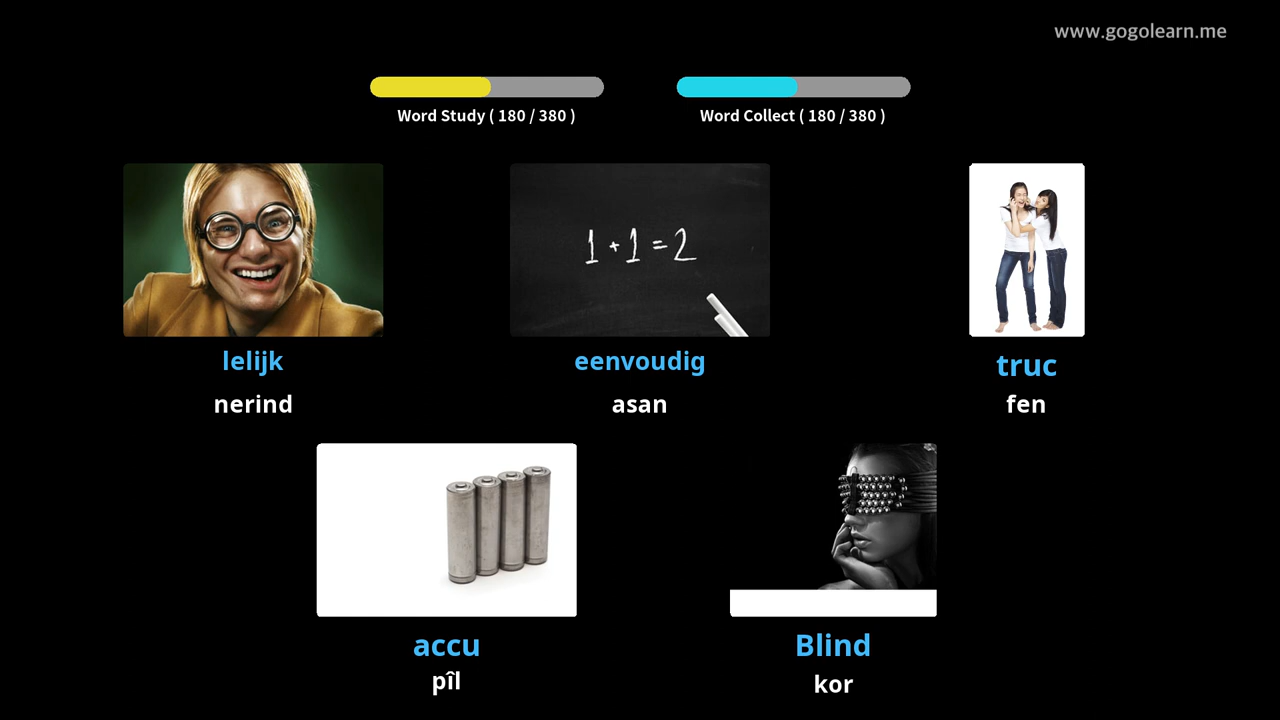 www.gogolearn.me
Word Study ( 180 / 380 )
Word Collect ( 180 / 380 )
1+1=2
lelijk
nerind
eenvoudig
asan
truc
fen
accu
pîl
Blind
kor